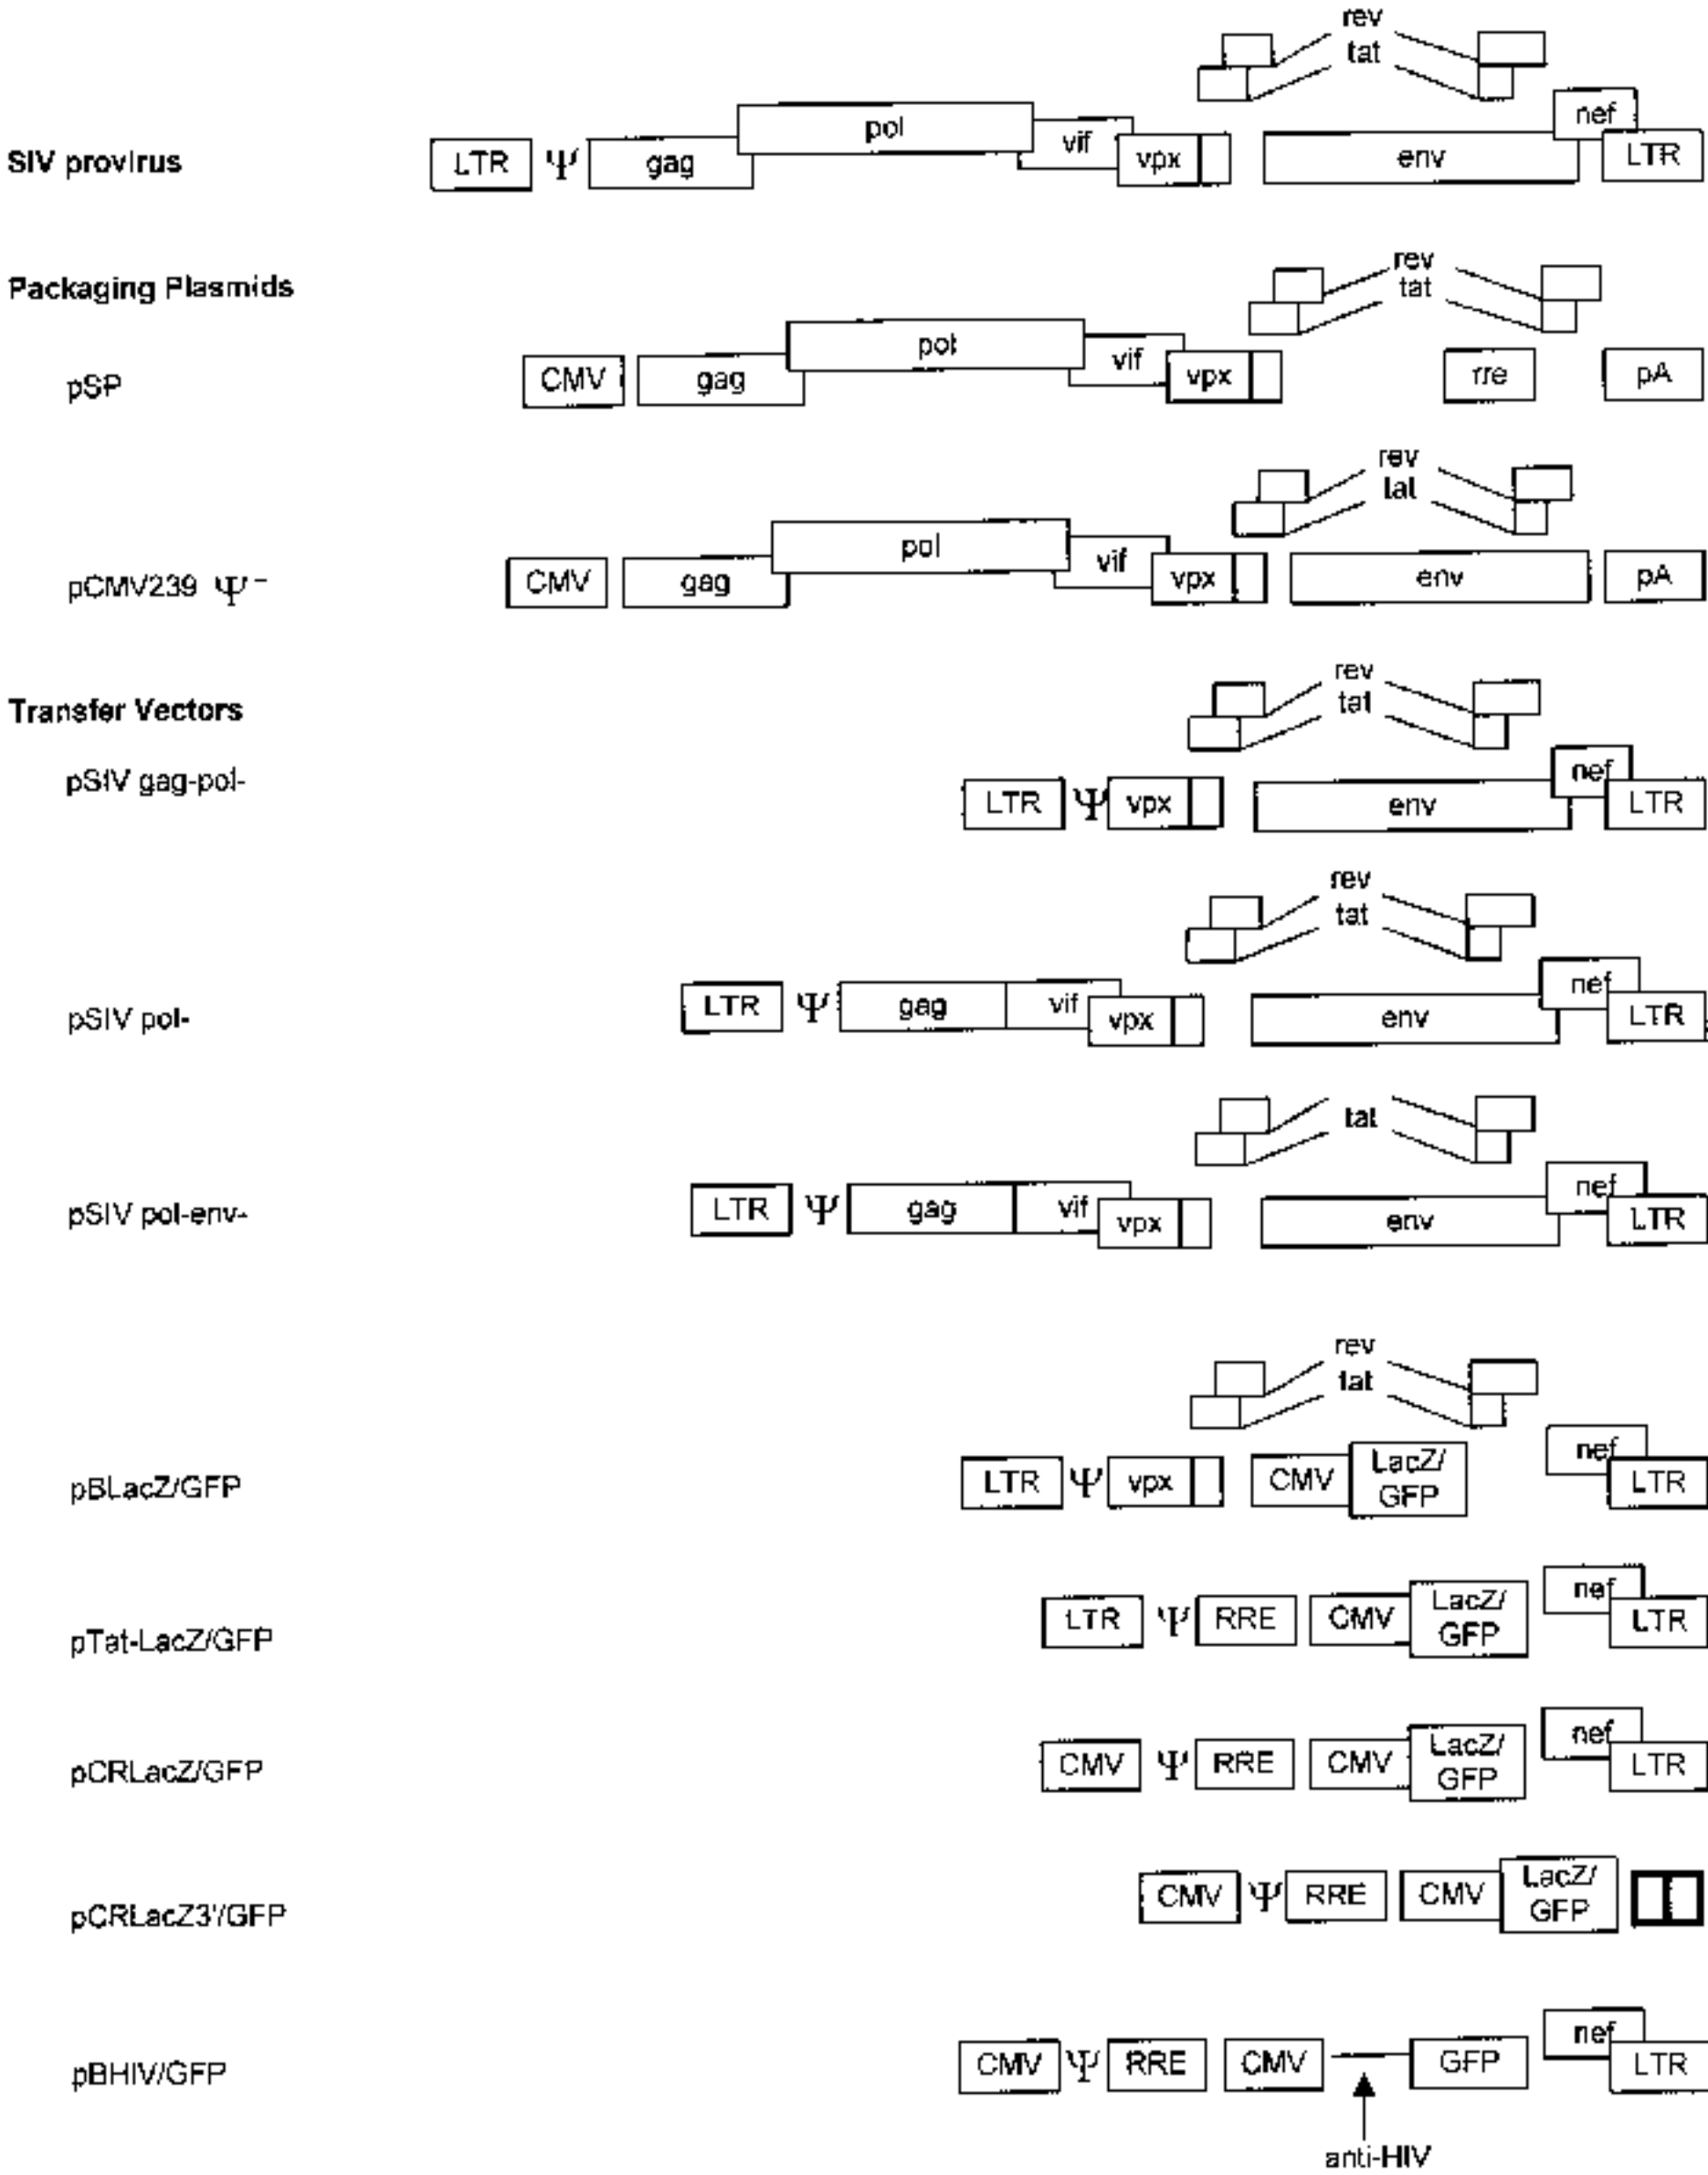 rev
tat
SIV provirus LTR Ψ gag pol vif vpx env nef LTR
Packaging Plasmids
rev
tat
pSP CMV gag pol vif vpx rre pA
rev
tat
pCMV239 Ψ⁻ CMV gag pol vif vpx env pA
Transfer Vectors
rev
tat
pSIV gag-pol- LTR Ψ vpx env nef LTR
rev
tat
pSIV pol- LTR Ψ gag vif vpx env nef LTR
tat
pSIV pol-env- LTR Ψ gag vif vpx env nef LTR
rev
tat
pBLacZ/GFP LTR Ψ vpx CMV LacZ/ GFP nef LTR
pTat-LacZ/GFP LTR Ψ RRE CMV LacZ/ GFP nef LTR
pCRLacZ/GFP CMV Ψ RRE CMV LacZ/ GFP nef LTR
pCRLacZ3'/GFP CMV Ψ RRE CMV LacZ/ GFP
pBHIV/GFP CMV Ψ RRE CMV GFP nef LTR
anti-HIV